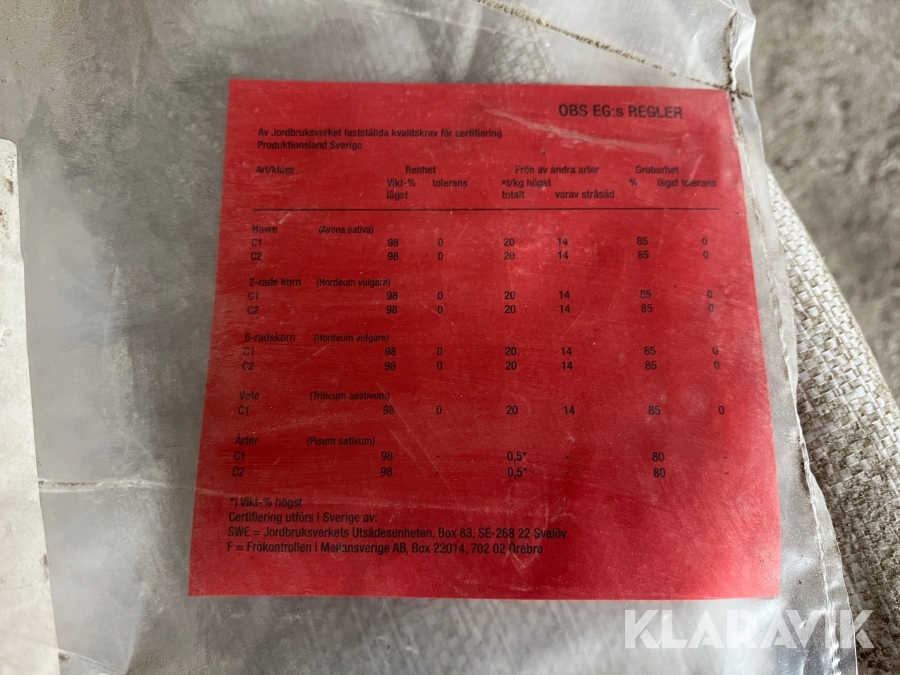 OBS EG:s REGLER
Av Jordbruksverket fastställda kvalitskrav för certifiering
Produktionsland Sverige
Art/klass Renhet Frön av andra arter Grobarhet
Vikt-% tolerans *t/kg högst % lägst tolerans
lägst totalt varav stråsäd
Havre (Avena sativa)
C1 98 0 20 14 85 0
C2 98 0 20 14 85 0
2-rads korn (Hordeum vulgare)
C1 98 0 20 14 85 0
C2 98 0 20 14 85 0
6-radskorn (Hordeum vulgare)
C1 98 0 20 14 85 0
C2 98 0 20 14 85 0
Vete (Triticum aestivum)
C1 98 0 20 14 85 0
Ärter (Pisum sativum)
C1 98 - 0,5* - 80 -
C2 98 - 0,5* - 80 -
*) Vikt-% högst
Certifiering utförs i Sverige av:
SWE = Jordbruksverkets Utsädesenheten, Box 83, SE-268 22 Svalöv
F = Frökontrollen i Mellansverige AB, Box 22014, 702 02 Örebro
KLARAVIK